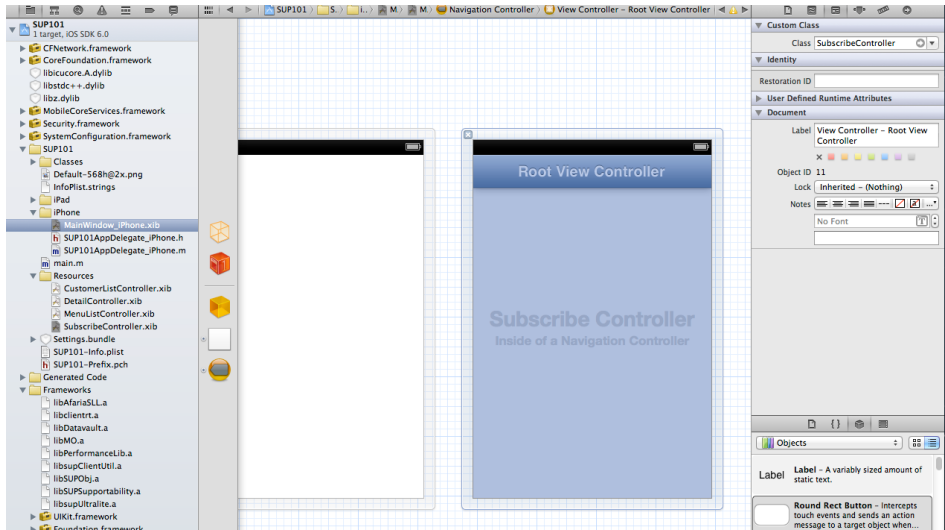 SUP101
S...
i...
M
M
Navigation Controller
View Controller – Root View Controller
SUP101
1 target, iOS SDK 6.0
CFNetwork.framework
CoreFoundation.framework
libicucore.A.dylib
libstdc++.dylib
libz.dylib
MobileCoreServices.framework
Security.framework
SystemConfiguration.framework
SUP101
Classes
Default-568h@2x.png
InfoPlist.strings
iPad
iPhone
MainWindow_iPhone.xib
SUP101AppDelegate_iPhone.h
SUP101AppDelegate_iPhone.m
main.m
Resources
CustomerListController.xib
DetailController.xib
MenuListController.xib
SubscribeController.xib
Settings.bundle
SUP101-Info.plist
SUP101-Prefix.pch
Generated Code
Frameworks
libAfariaSLL.a
libclientrt.a
libDatavault.a
libMO.a
libPerformanceLib.a
libsupClientUtil.a
libSUPObj.a
libSUPSupportability.a
libsupUltralite.a
UIKit.framework
Foundation.framework
Root View Controller
Subscribe Controller
Inside of a Navigation Controller
Custom Class
Class SubscribeController
Identity
Restoration ID
User Defined Runtime Attributes
Document
Label View Controller – Root View
Controller
Object ID 11
Lock Inherited – (Nothing)
Notes
No Font
Objects
Label
Label – A variably sized amount of
static text.
Round Rect Button – Intercepts
touch events and sends an action
message to a target object when...